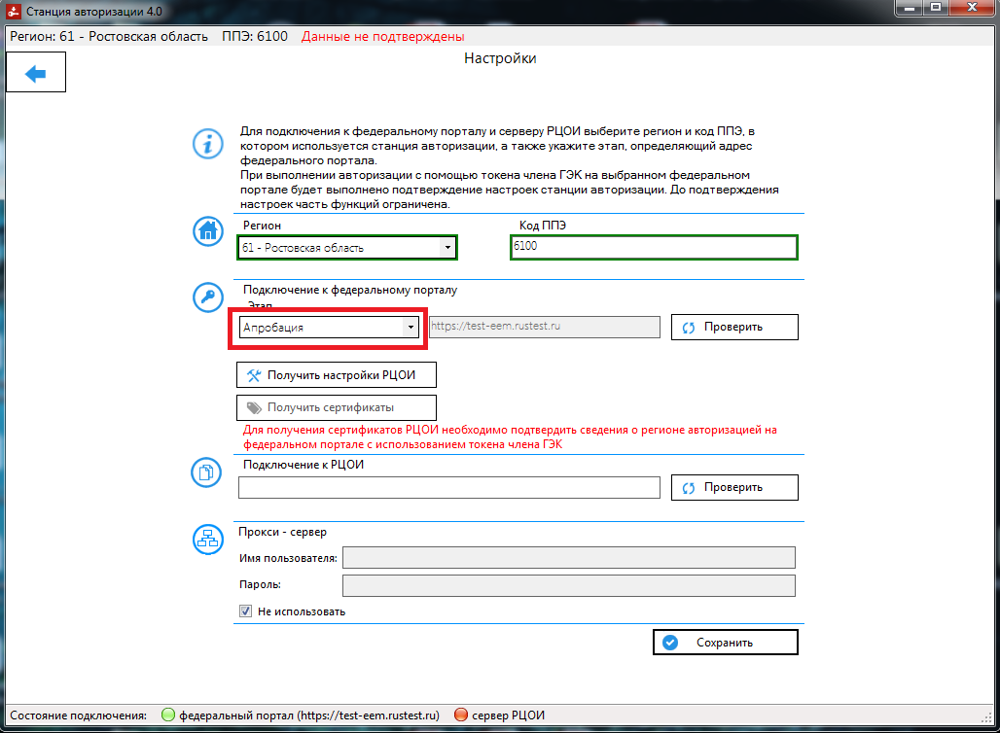 Станция авторизации 4.0
Регион: 61 - Ростовская область ППЭ: 6100 Данные не подтверждены
Настройки
Для подключения к федеральному порталу и серверу РЦОИ выберите регион и код ППЭ, в
котором используется станция авторизации, а также укажите этап, определяющий адрес
федерального портала.
При выполнении авторизации с помощью токена члена ГЭК на выбранном федеральном
портале будет выполнено подтверждение настроек станции авторизации. До подтверждения
настроек часть функций ограничена.
Регион Код ППЭ
61 - Ростовская область 6100
Подключение к федеральному порталу
Этап
Апробация https://test-eem.rustest.ru Проверить
Получить настройки РЦОИ
Получить сертификаты
Для получения сертификатов РЦОИ необходимо подтвердить сведения о регионе авторизацией на
федеральном портале с использованием токена члена ГЭК
Подключение к РЦОИ
Проверить
Прокси - сервер
Имя пользователя:
Пароль:
Не использовать
Сохранить
Состояние подключения: федеральный портал (https://test-eem.rustest.ru) сервер РЦОИ